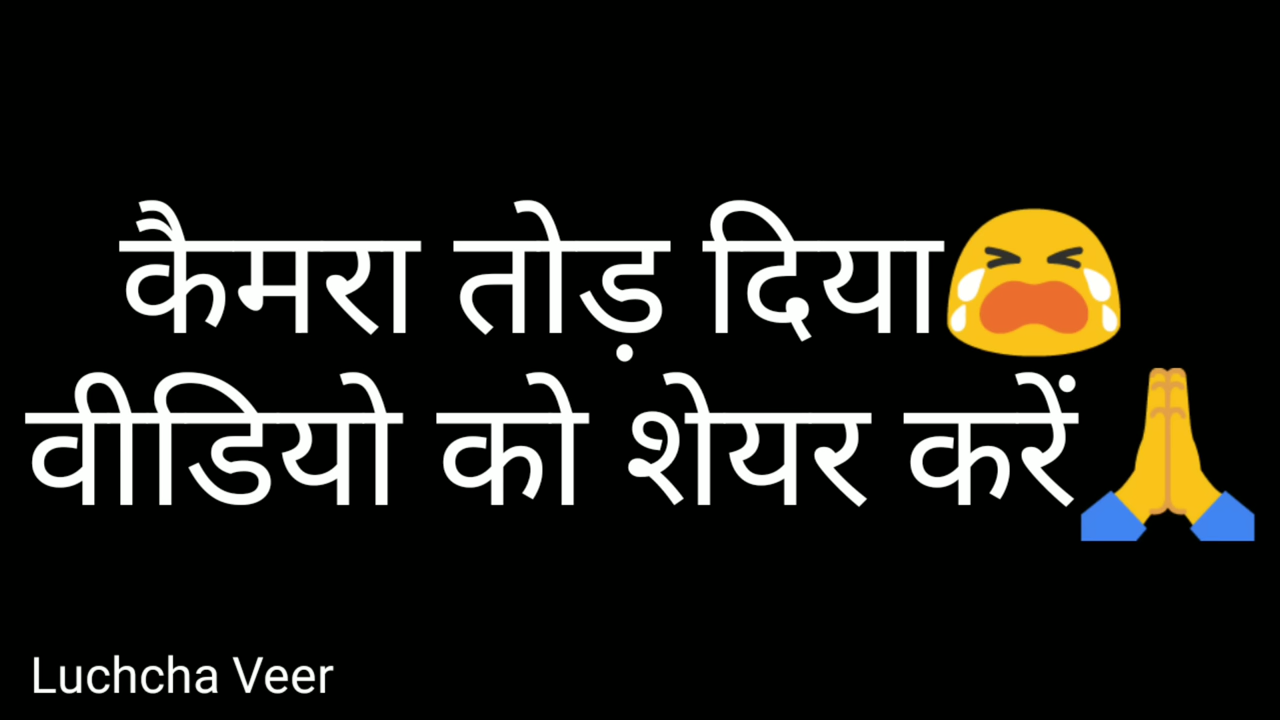 कैमरा तोड़ दिया😭
वीडियो को शेयर करें🙏
Luchcha Veer